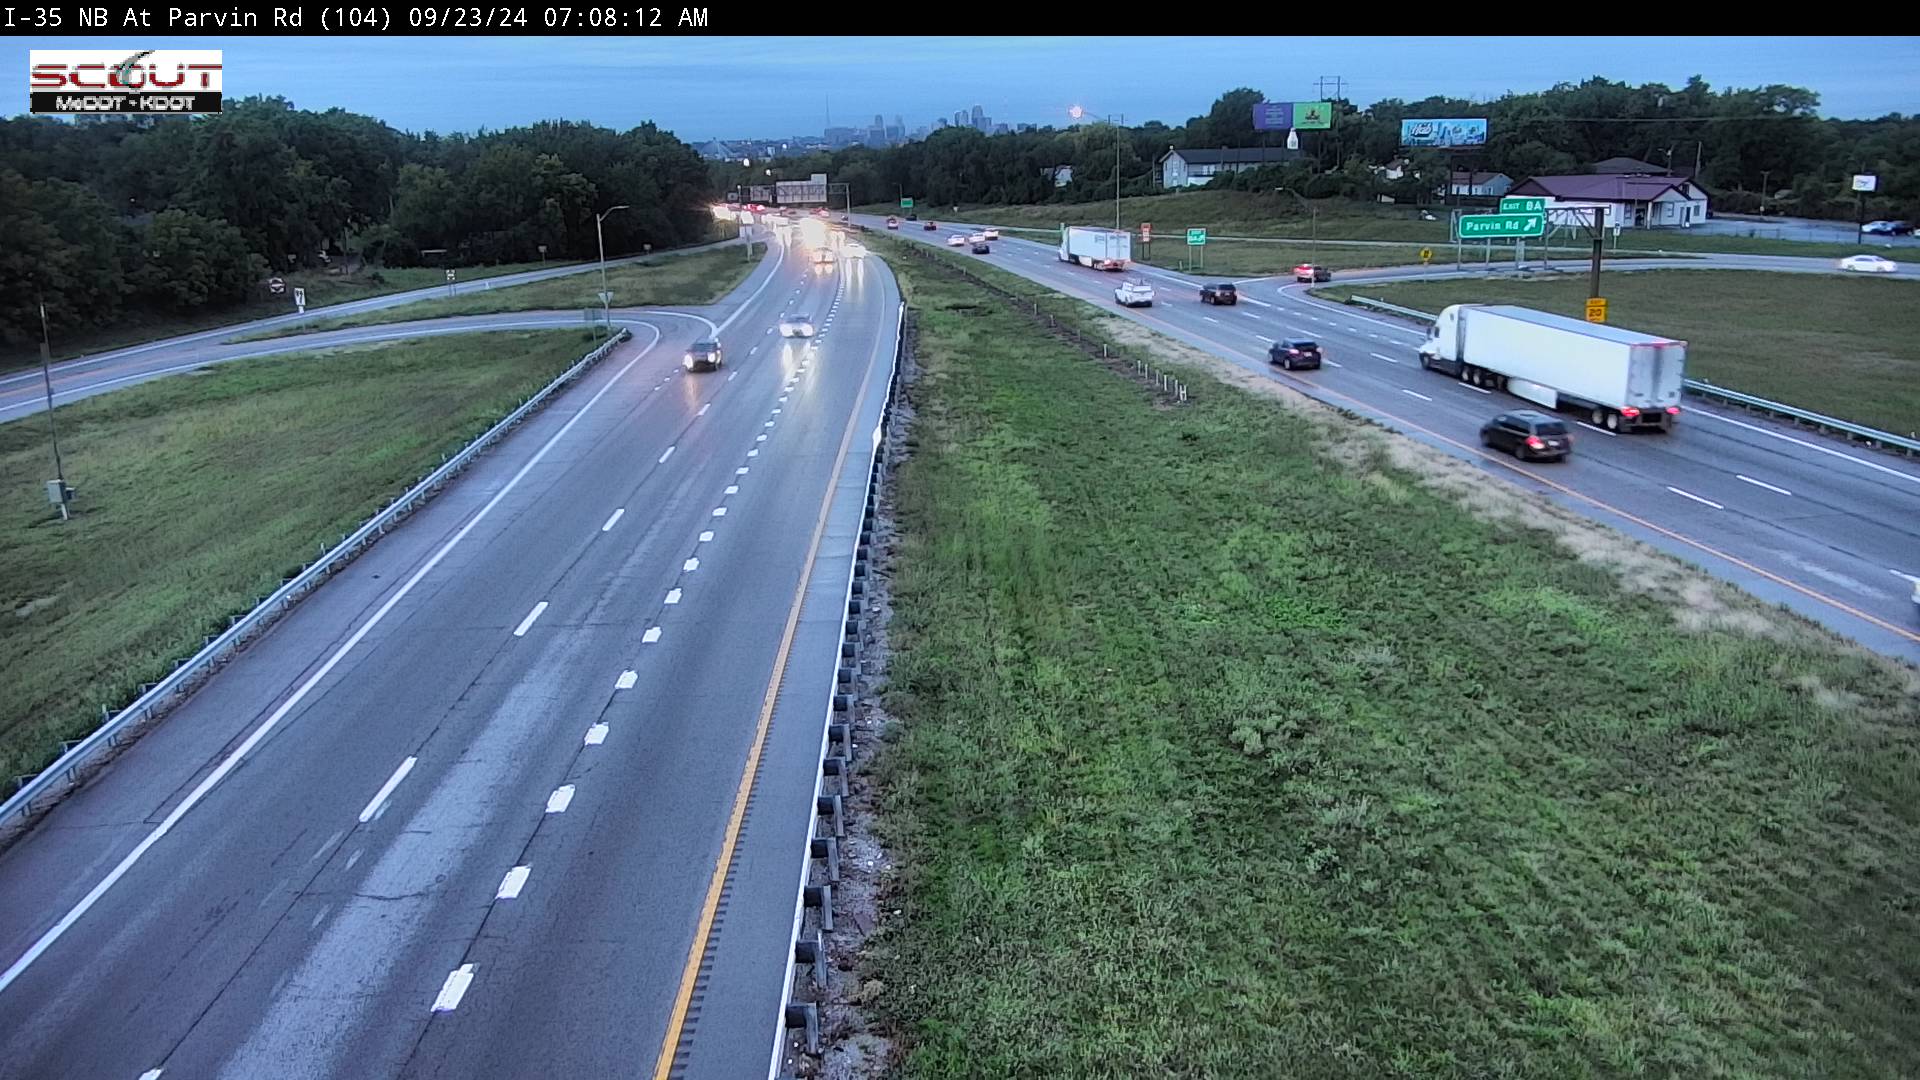 I-35 NB At Parvin Rd (104) 09/23/24 07:08:12 AM
SCOUT
MoDOT - KDOT
EXIT 8A
Parvin Rd
20